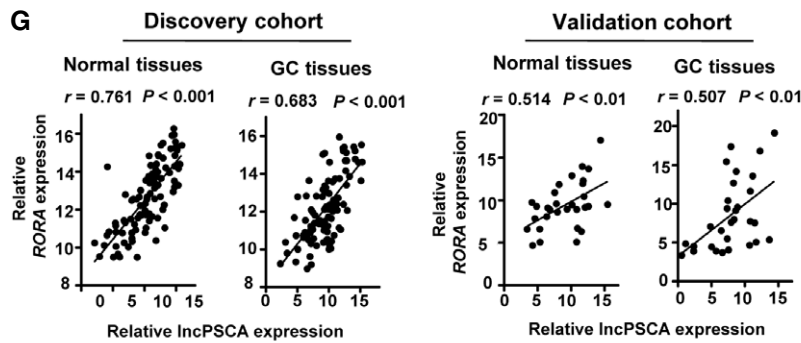 G
Discovery cohort
Validation cohort
Normal tissues
GC tissues
Normal tissues
GC tissues
r = 0.761 P < 0.001
r = 0.683 P < 0.001
r = 0.514 P < 0.01
r = 0.507 P < 0.01
Relative
RORA expression
16
14
12
10
8
0 5 10 15
16
14
12
10
8
0 5 10 15
Relative lncPSCA expression
Relative
RORA expression
20
15
10
5
0
0 5 10 15
20
15
10
5
0
0 5 10 15
Relative lncPSCA expression